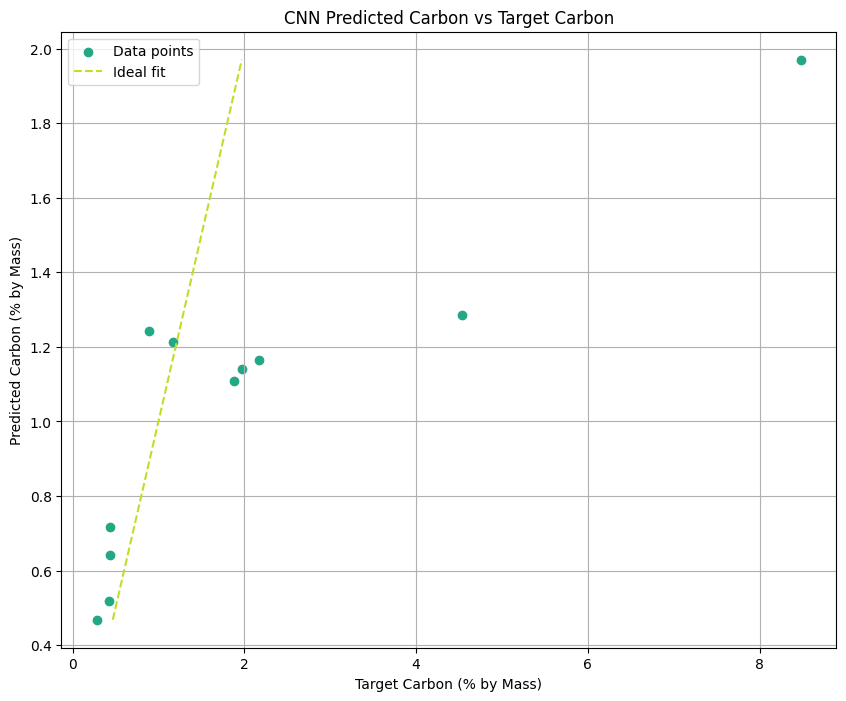 CNN Predicted Carbon vs Target Carbon
Data points
Ideal fit
Predicted Carbon (% by Mass)
2.0
1.8
1.6
1.4
1.2
1.0
0.8
0.6
0.4
0
2
4
6
8
Target Carbon (% by Mass)